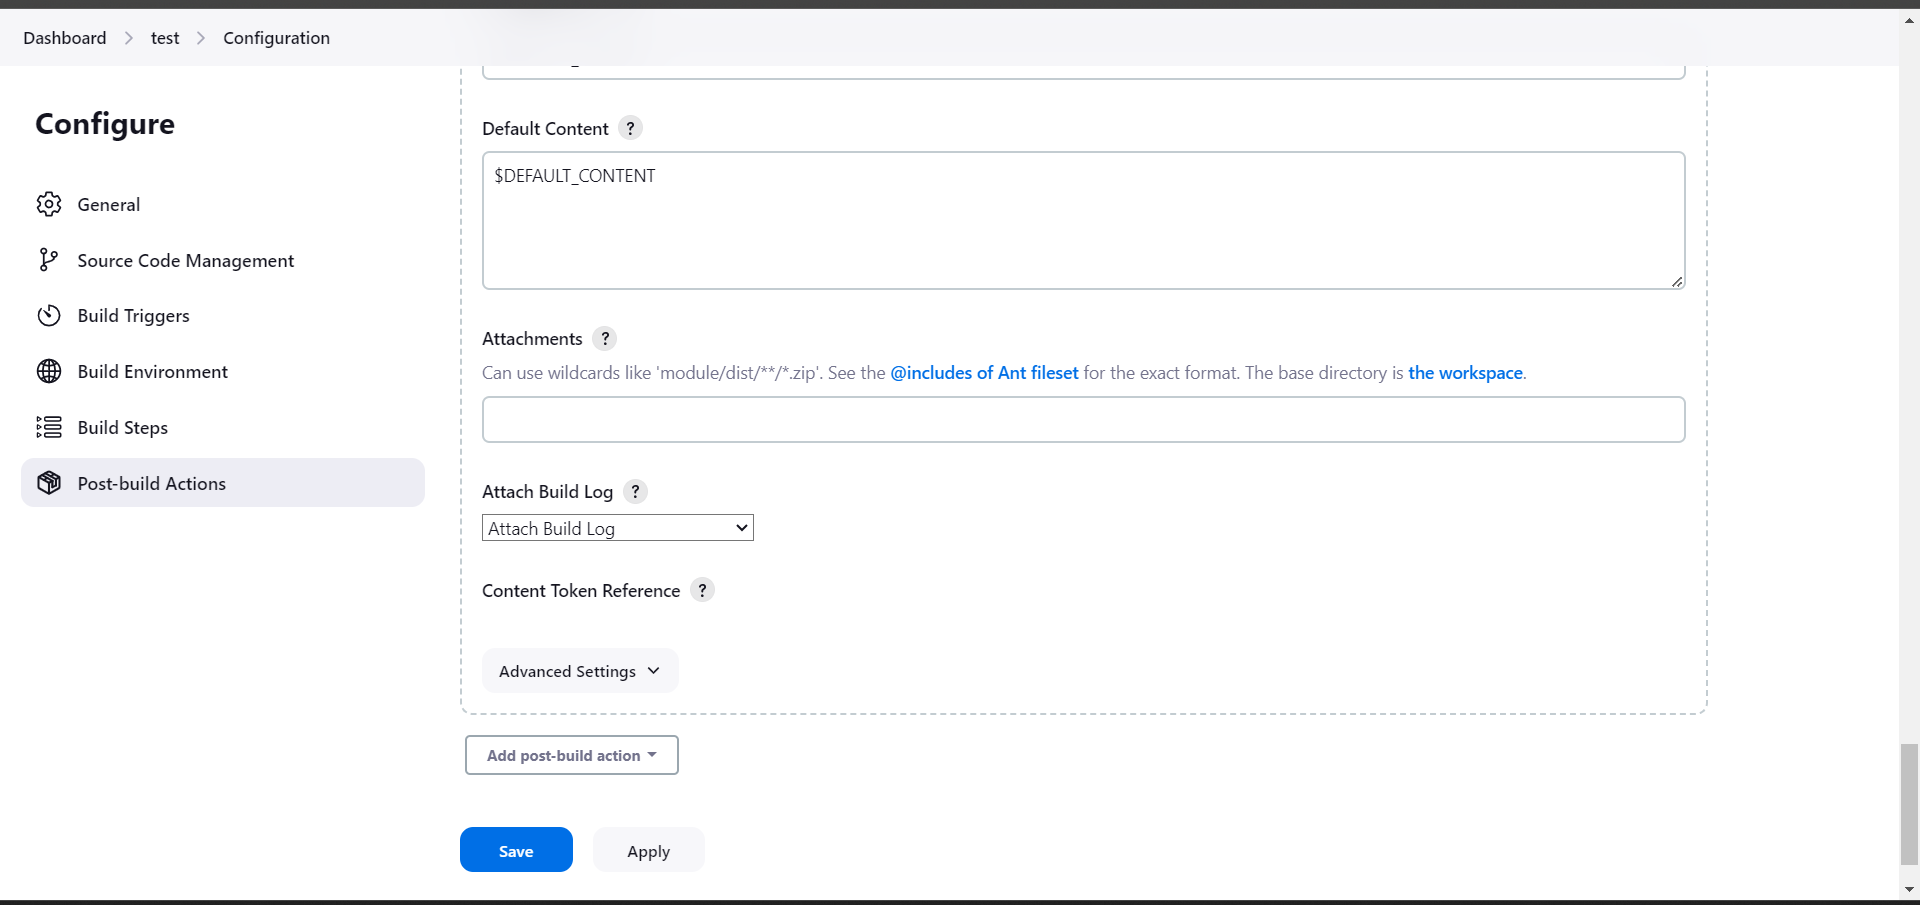 Dashboard > test > Configuration
Configure
General
Source Code Management
Build Triggers
Build Environment
Build Steps
Post-build Actions
Default Content ?
$DEFAULT_CONTENT
Attachments ?
Can use wildcards like 'module/dist/**/*.zip'. See the @includes of Ant fileset for the exact format. The base directory is the workspace.
Attach Build Log ?
Attach Build Log
Content Token Reference ?
Advanced Settings
Add post-build action
Save
Apply